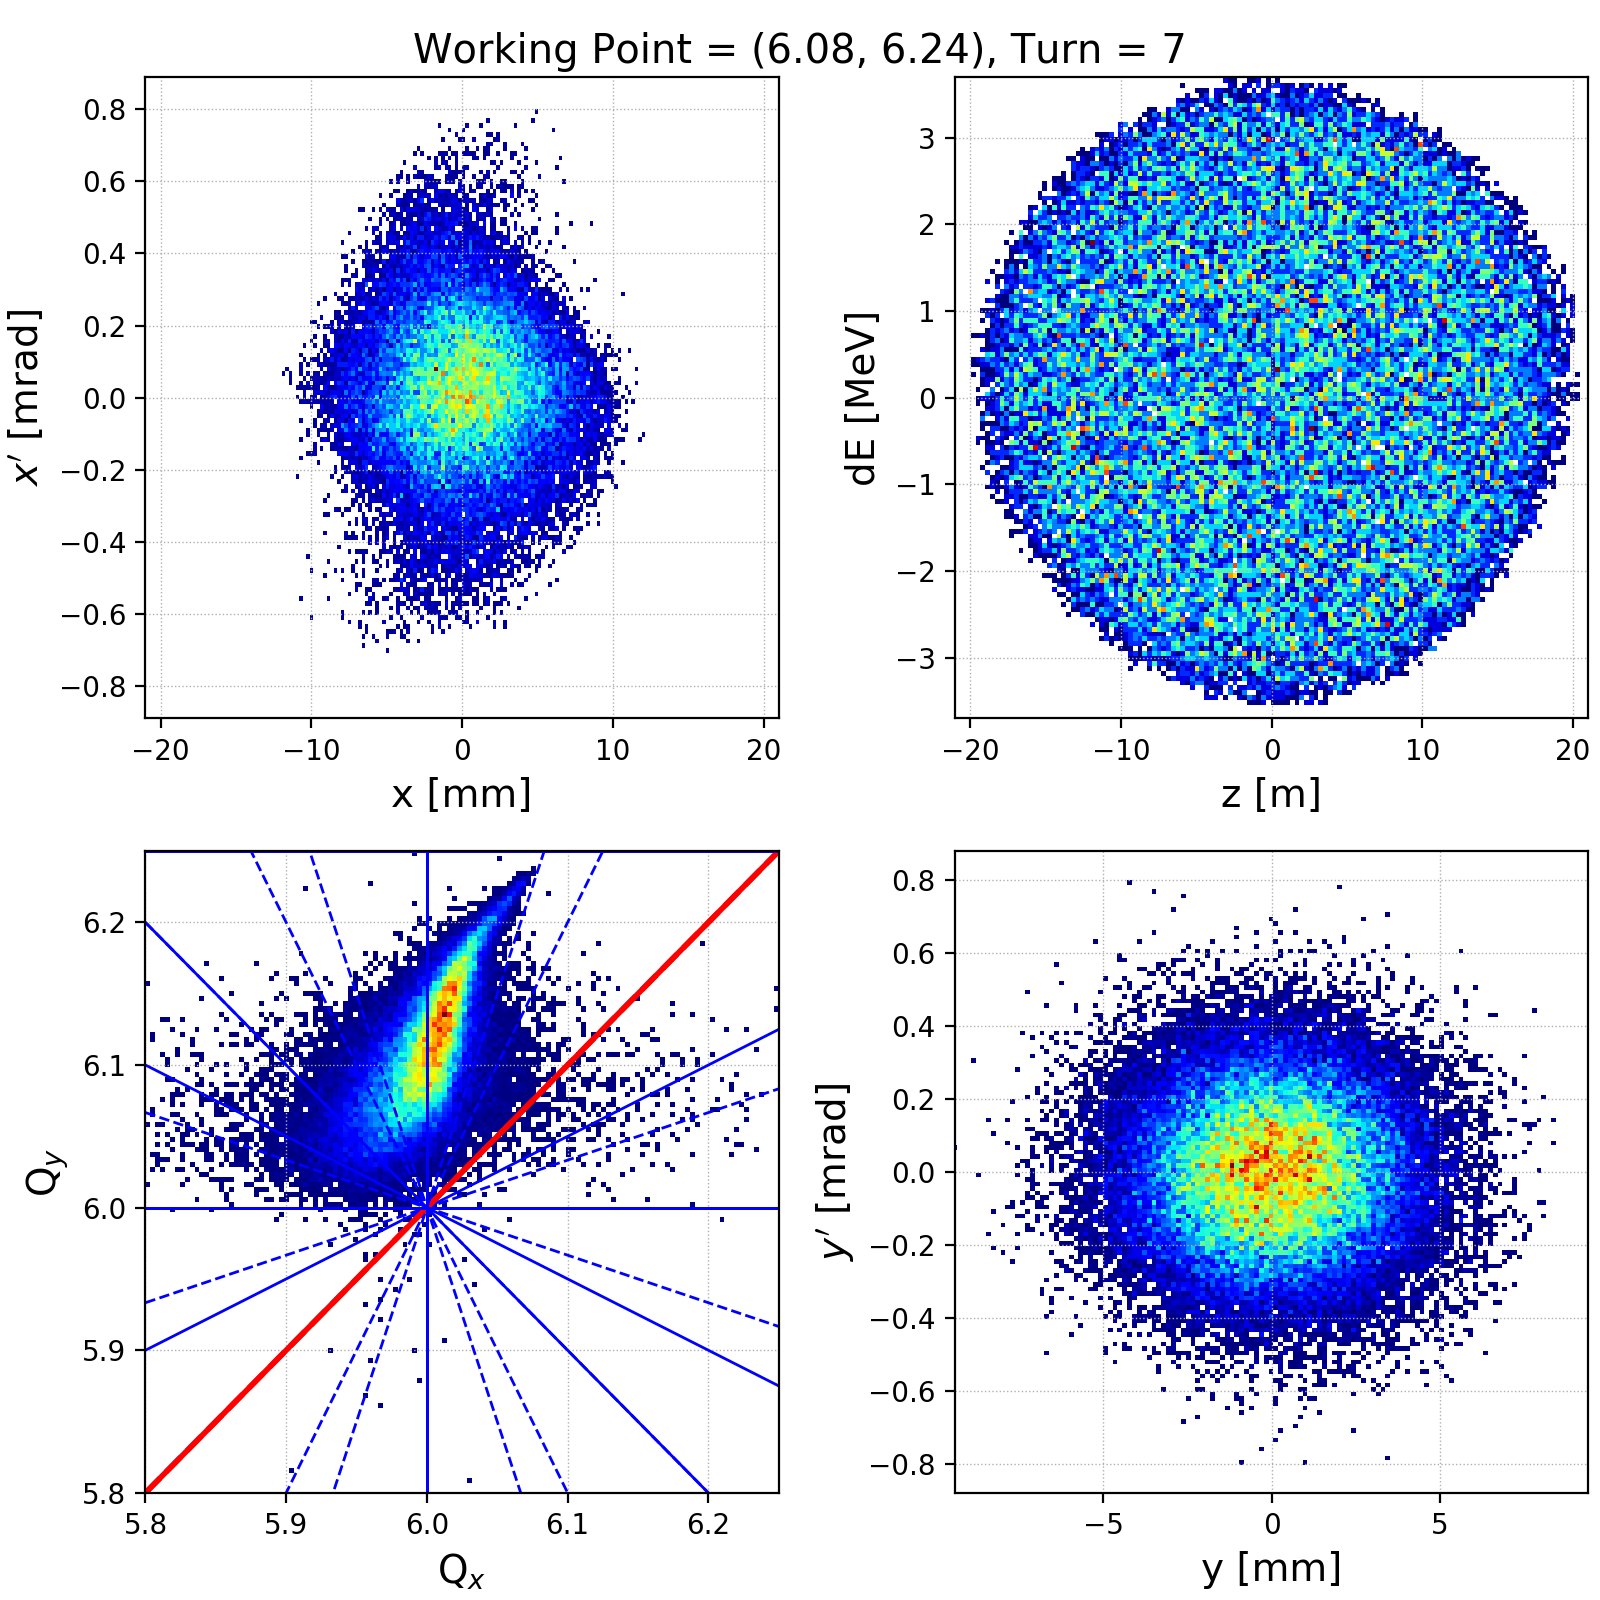 Working Point = (6.08, 6.24), Turn = 7
0.8
0.6
0.4
0.2
0.0
−0.2
−0.4
−0.6
−0.8
x′ [mrad]
−20 −10 0 10 20
x [mm]
3
2
1
0
−1
−2
−3
dE [MeV]
−20 −10 0 10 20
z [m]
6.2
6.1
6.0
5.9
5.8
Qy
5.8 5.9 6.0 6.1 6.2
Qx
0.8
0.6
0.4
0.2
0.0
−0.2
−0.4
−0.6
−0.8
y′ [mrad]
−5 0 5
y [mm]